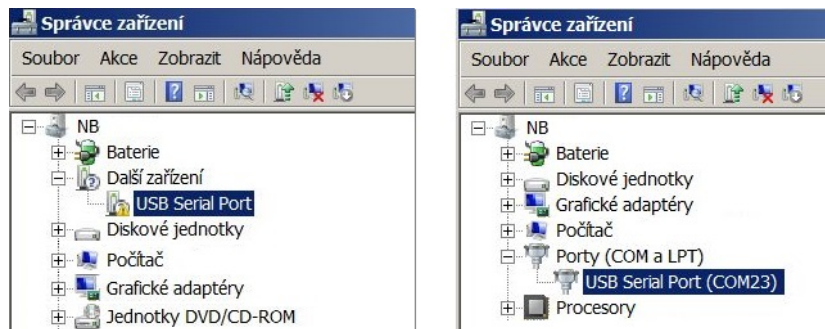 Správce zařízení
Soubor Akce Zobrazit Nápověda
NB
Baterie
Další zařízení
USB Serial Port
Diskové jednotky
Počítač
Grafické adaptéry
Jednotky DVD/CD-ROM
Správce zařízení
Soubor Akce Zobrazit Nápověda
NB
Baterie
Diskové jednotky
Grafické adaptéry
Počítač
Porty (COM a LPT)
USB Serial Port (COM23)
Procesory